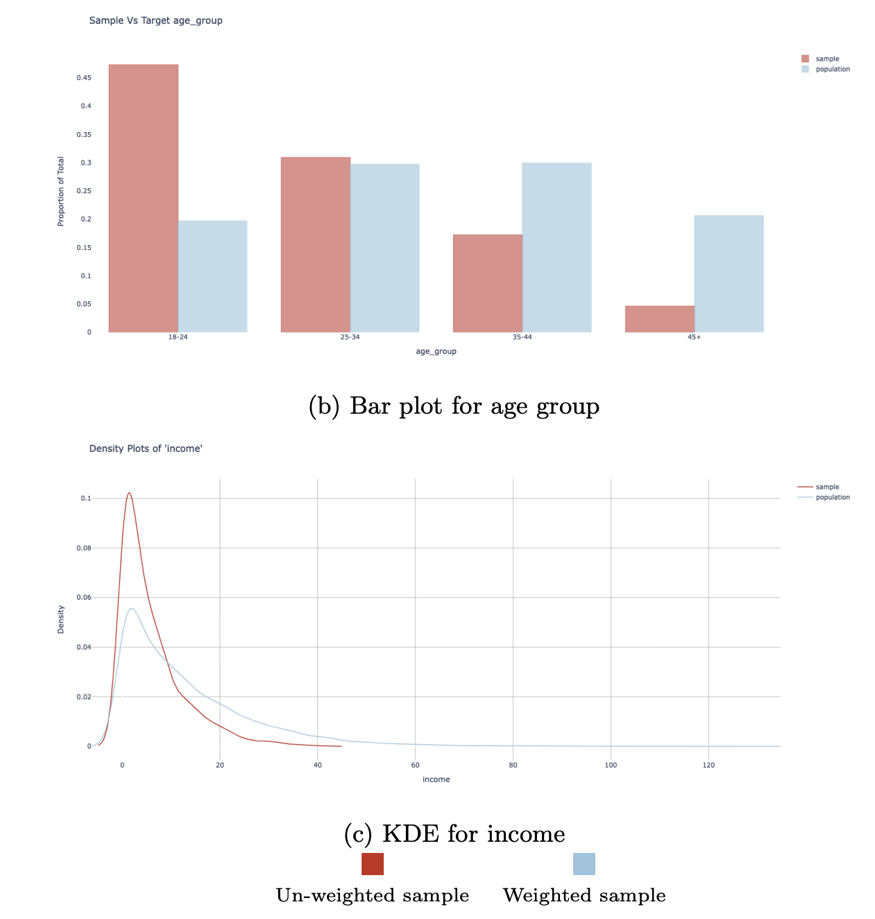 Sample Vs Target age_group
sample
population
0.45
0.4
0.35
0.3
0.25
0.2
0.15
0.1
0.05
0
Proportion of Total
18-24 25-34 35-44 45+
age_group
(b) Bar plot for age group
Density Plots of 'income'
sample
population
0.1
0.08
0.06
0.04
0.02
0
Density
0 20 40 60 80 100 120
income
(c) KDE for income
Un-weighted sample Weighted sample